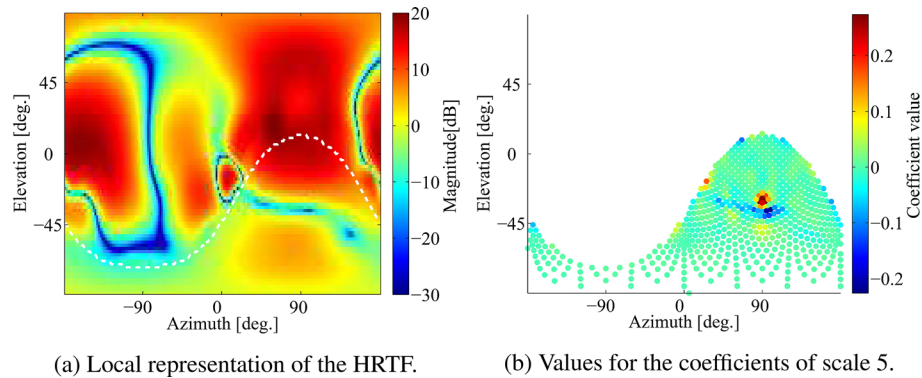 20
10
0
−10
−20
−30
Magnitude[dB]
45
0
−45
Elevation [deg.]
−90
0
90
Azimuth [deg.]
(a) Local representation of the HRTF.
0.2
0.1
0
−0.1
−0.2
Coefficient value
45
0
−45
Elevation [deg.]
−90
0
90
Azimuth [deg.]
(b) Values for the coefficients of scale 5.